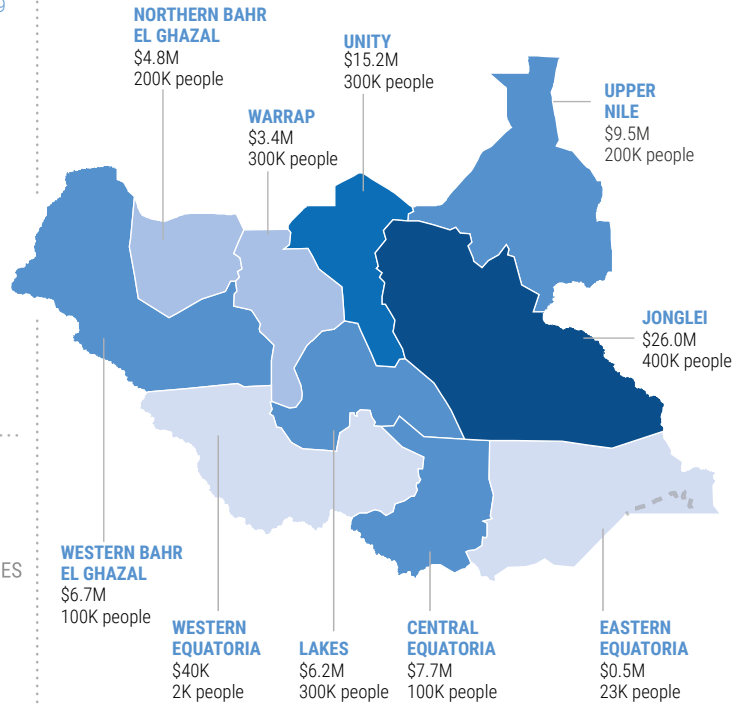 9
NORTHERN BAHR
EL GHAZAL
$4.8M
200K people
UNITY
$15.2M
300K people
WARRAP
$3.4M
300K people
UPPER
NILE
$9.5M
200K people
JONGLEI
$26.0M
400K people
WESTERN BAHR
EL GHAZAL
$6.7M
100K people
ES
WESTERN
EQUATORIA
$40K
2K people
LAKES
$6.2M
300K people
CENTRAL
EQUATORIA
$7.7M
100K people
EASTERN
EQUATORIA
$0.5M
23K people